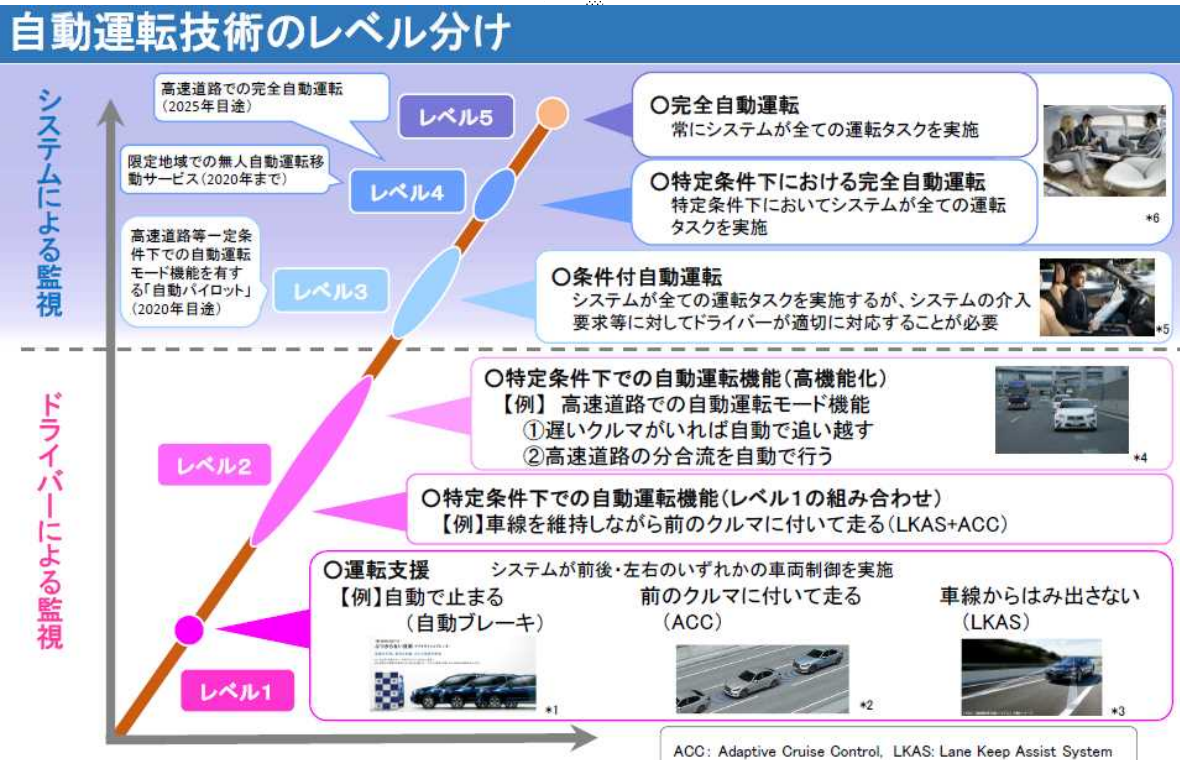 自動運転技術のレベル分け
システムによる監視
高速道路での完全自動運転
(2025年目途)
レベル5
〇完全自動運転
常にシステムが全ての運転タスクを実施
限定地域での無人自動運転移
動サービス(2020年まで)
レベル4
〇特定条件下における完全自動運転
特定条件下においてシステムが全ての運転
タスクを実施
*6
高速道路等一定条
件下での自動運転
モード機能を有す
る「自動パイロット」
(2020年目途)
レベル3
〇条件付自動運転
システムが全ての運転タスクを実施するが、システムの介入
要求等に対してドライバーが適切に対応することが必要
*5
ドライバーによる監視
〇特定条件下での自動運転機能(高機能化)
【例】 高速道路での自動運転モード機能
①遅いクルマがいれば自動で追い越す
②高速道路の分合流を自動で行う
*4
レベル2
〇特定条件下での自動運転機能(レベル1の組み合わせ)
【例】車線を維持しながら前のクルマに付いて走る(LKAS+ACC)
〇運転支援 システムが前後・左右のいずれかの車両制御を実施
【例】自動で止まる
(自動ブレーキ)
*1
前のクルマに付いて走る
(ACC)
*2
車線からはみ出さない
(LKAS)
*3
レベル1
ACC: Adaptive Cruise Control, LKAS: Lane Keep Assist System